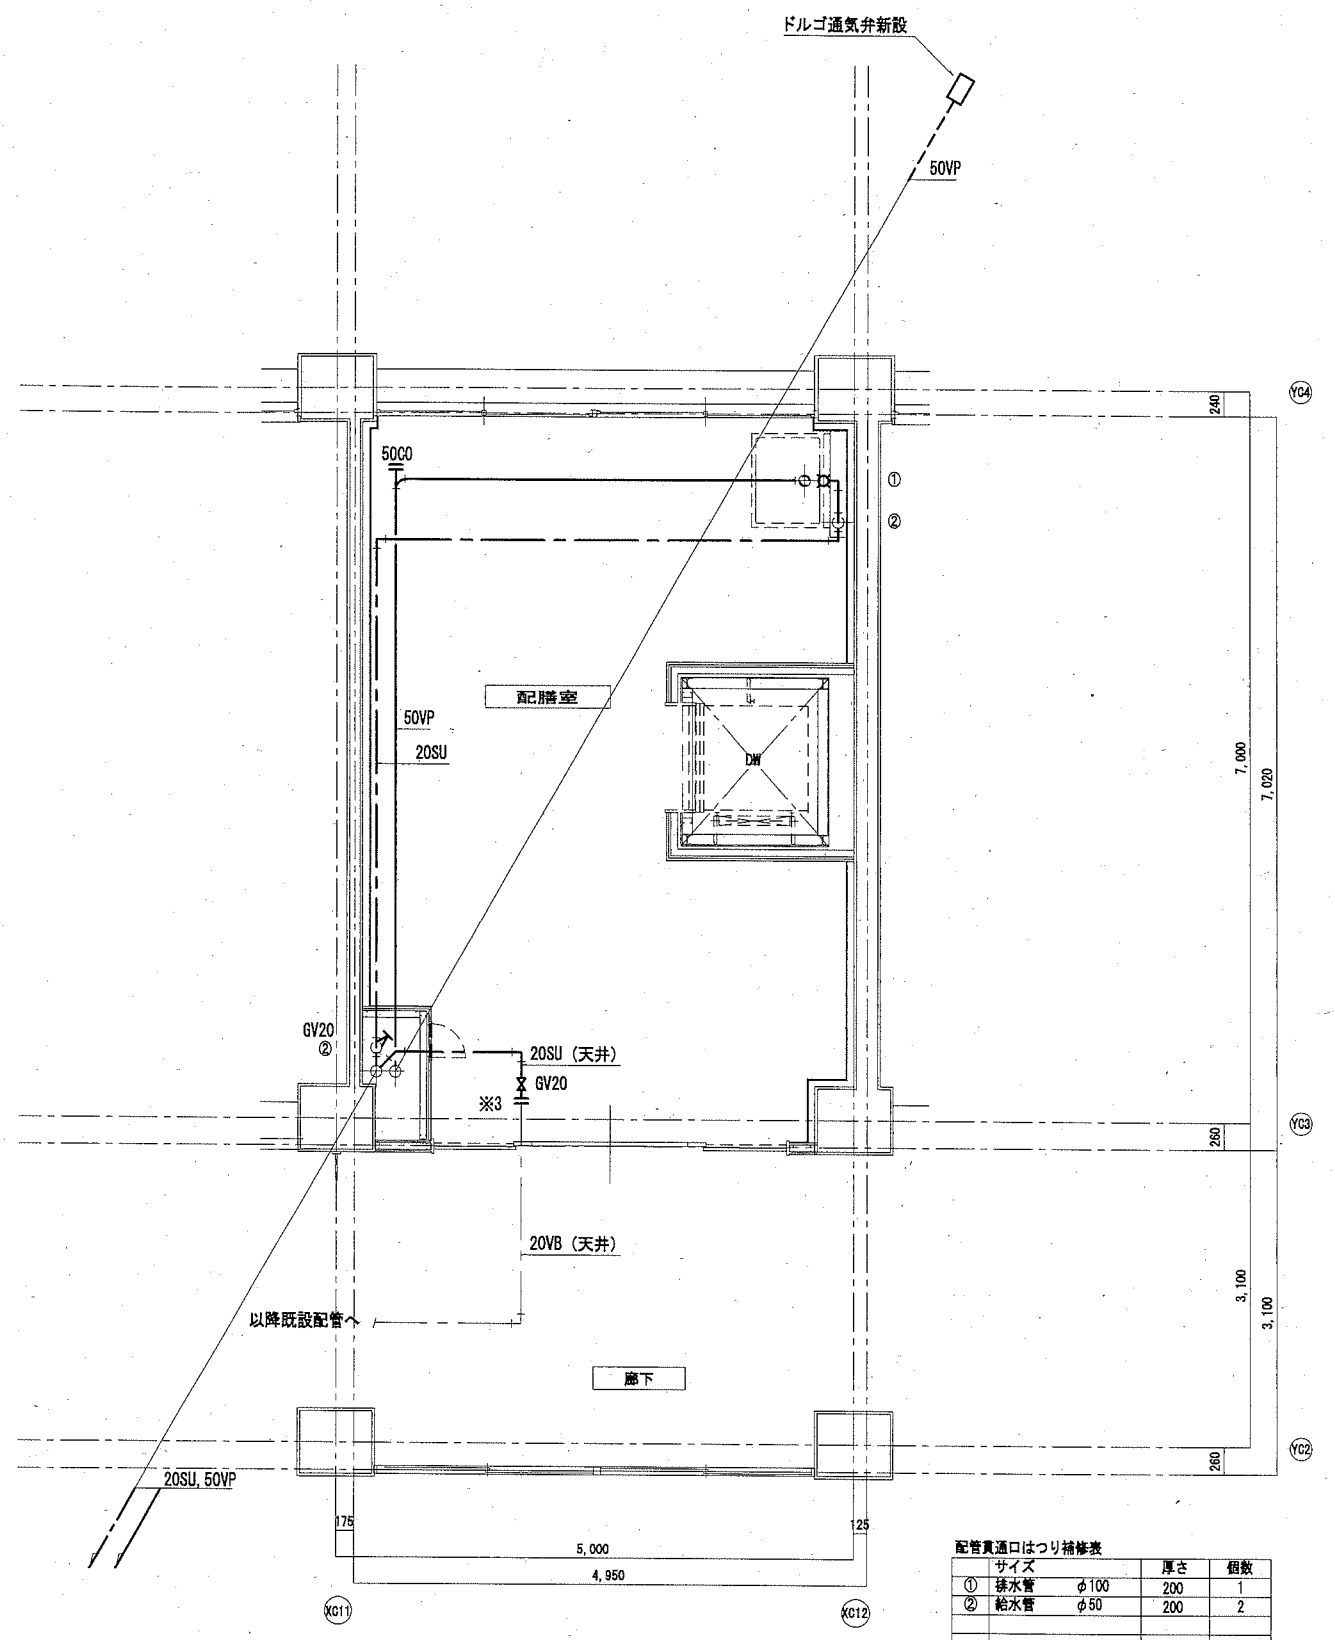 ドルゴ通気弁新設
50VP
YC4
240
50CO
①
②
配膳室
50VP
20SU
DW
7,000
7,020
GV20
②
20SU (天井)
GV20
※3
YC3
260
20VB (天井)
3,100
3,100
以降既設配管へ
廊下
YC2
260
20SU, 50VP
175
125
5,000
4,950
XC11
XC12
配管貫通口はつり補修表
サイズ 厚さ 個数
① 排水管 φ100 200 1
② 給水管 φ50 200 2